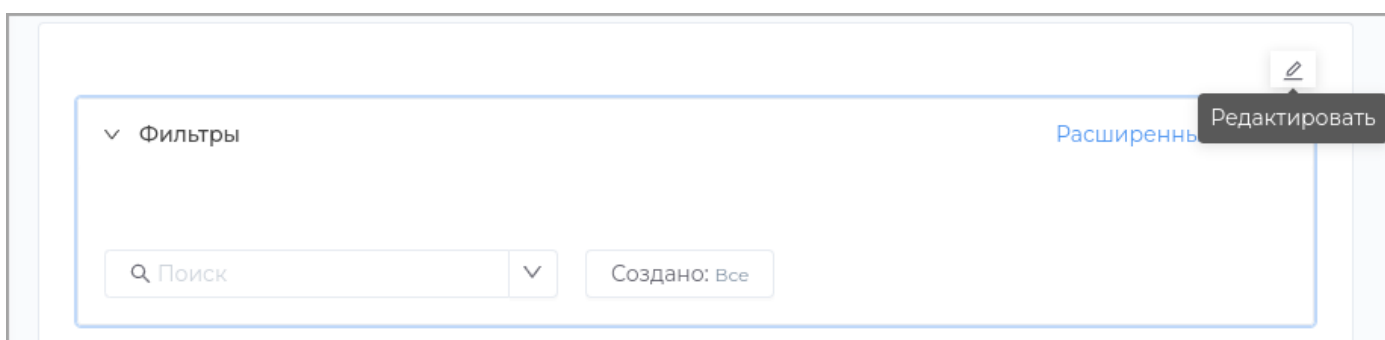 Фильтры
Расширенны
Редактировать
Поиск
Создано: Все